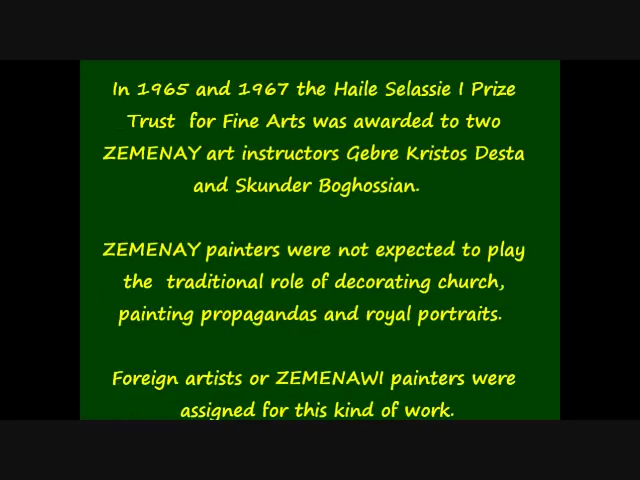 In 1965 and 1967 the Haile Selassie I Prize
Trust for Fine Arts was awarded to two
ZEMENAY art instructors Gebre Kristos Desta
and Skunder Boghossian.
ZEMENAY painters were not expected to play
the traditional role of decorating church,
painting propagandas and royal portraits.
Foreign artists or ZEMENAWI painters were
assigned for this kind of work.